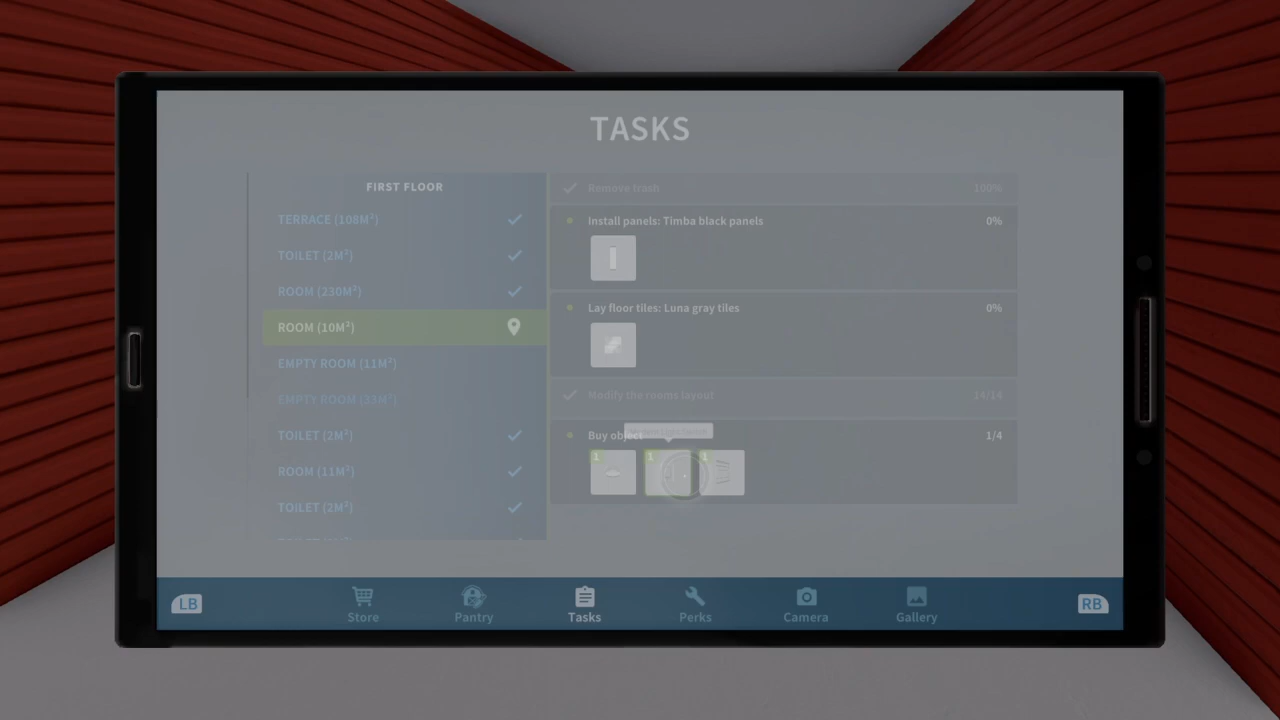 TASKS
FIRST FLOOR
TERRACE (108M²)
TOILET (2M²)
ROOM (230M²)
ROOM (10M²)
EMPTY ROOM (11M²)
EMPTY ROOM (33M²)
TOILET (2M²)
ROOM (11M²)
TOILET (2M²)
Remove trash 100%
Install panels: Timba black panels 0%
Lay floor tiles: Luna gray tiles 0%
Modify the rooms layout 14/14
Buy object 1/4
1 1 1
LB
Store
Pantry
Tasks
Perks
Camera
Gallery
RB